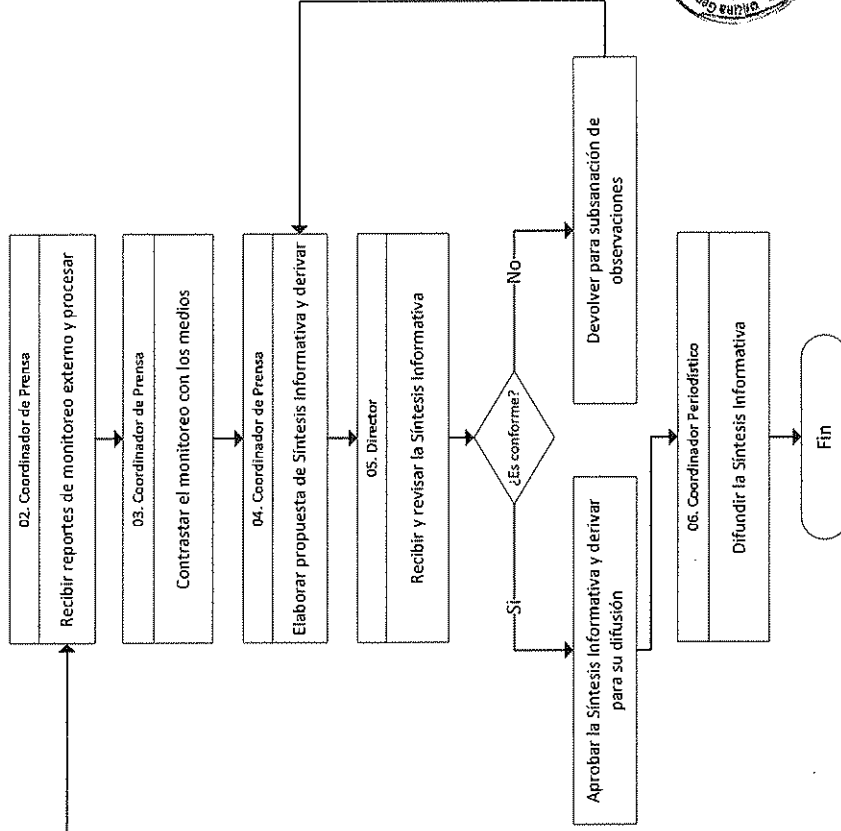 02. Coordinador de Prensa
Recibir reportes de monitoreo externo y procesar
03. Coordinador de Prensa
Contrastar el monitoreo con los medios
04. Coordinador de Prensa
Elaborar propuesta de Síntesis Informativa y derivar
05. Director
Recibir y revisar la Síntesis Informativa
¿Es conforme?
Si
No
Aprobar la Síntesis Informativa y derivar
para su difusión
Devolver para subsanación de
observaciones
06. Coordinador Periodístico
Difundir la Síntesis Informativa
Fin